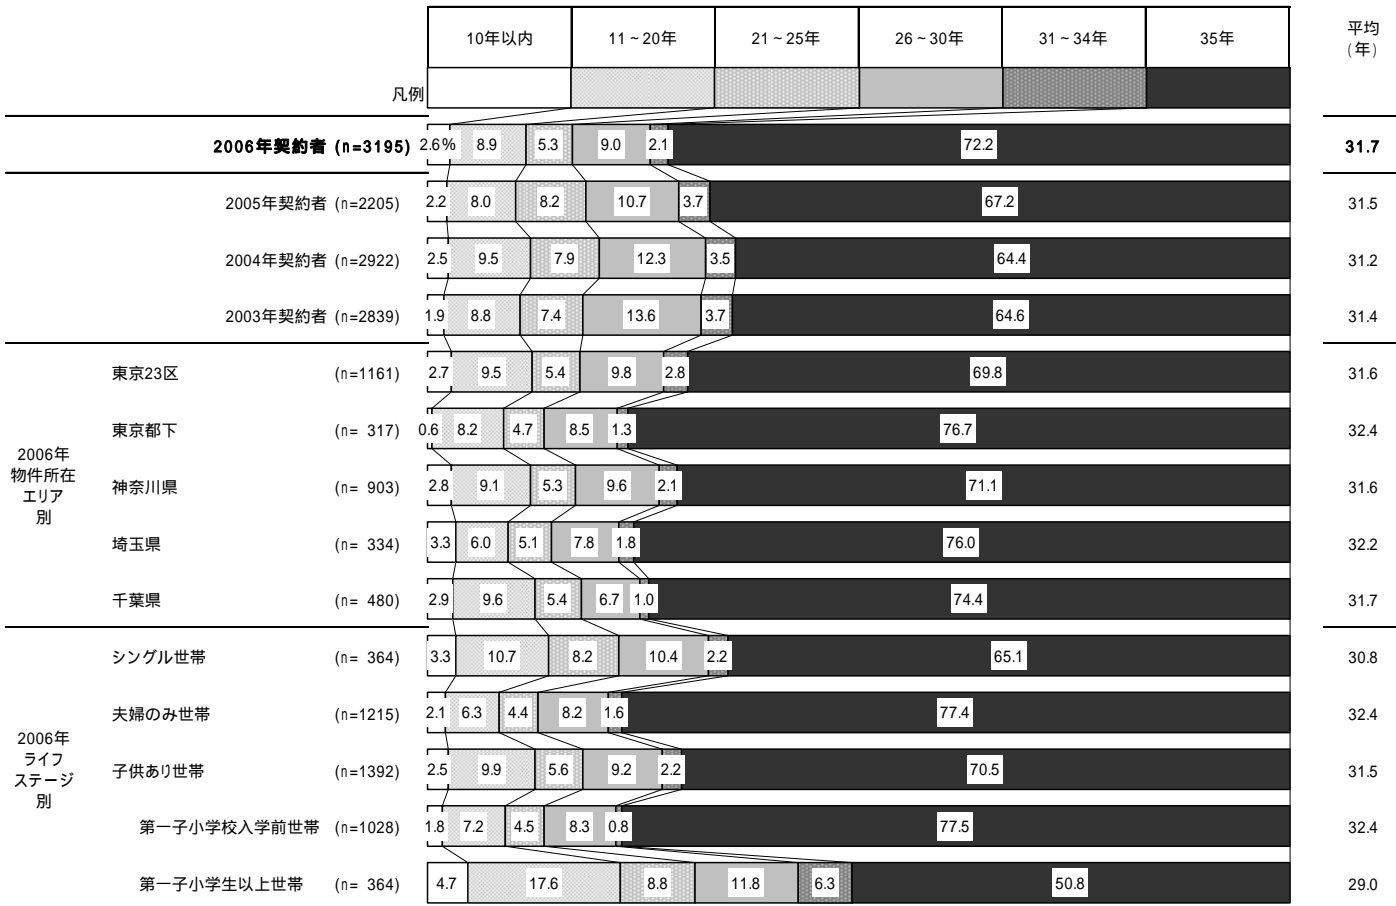 10年以内 11～20年 21～25年 26～30年 31～34年 35年 平均
(年)
凡例
2006年契約者 (n=3195) 2.6% 8.9 5.3 9.0 2.1 72.2 31.7
2005年契約者 (n=2205) 2.2 8.0 8.2 10.7 3.7 67.2 31.5
2004年契約者 (n=2922) 2.5 9.5 7.9 12.3 3.5 64.4 31.2
2003年契約者 (n=2839) 1.9 8.8 7.4 13.6 3.7 64.6 31.4
2006年
物件所在
エリア
別
東京23区 (n=1161) 2.7 9.5 5.4 9.8 2.8 69.8 31.6
東京都下 (n= 317) 0.6 8.2 4.7 8.5 1.3 76.7 32.4
神奈川県 (n= 903) 2.8 9.1 5.3 9.6 2.1 71.1 31.6
埼玉県 (n= 334) 3.3 6.0 5.1 7.8 1.8 76.0 32.2
千葉県 (n= 480) 2.9 9.6 5.4 6.7 1.0 74.4 31.7
2006年
ライフ
ステージ
別
シングル世帯 (n= 364) 3.3 10.7 8.2 10.4 2.2 65.1 30.8
夫婦のみ世帯 (n=1215) 2.1 6.3 4.4 8.2 1.6 77.4 32.4
子供あり世帯 (n=1392) 2.5 9.9 5.6 9.2 2.2 70.5 31.5
第一子小学校入学前世帯 (n=1028) 1.8 7.2 4.5 8.3 0.8 77.5 32.4
第一子小学生以上世帯 (n= 364) 4.7 17.6 8.8 11.8 6.3 50.8 29.0